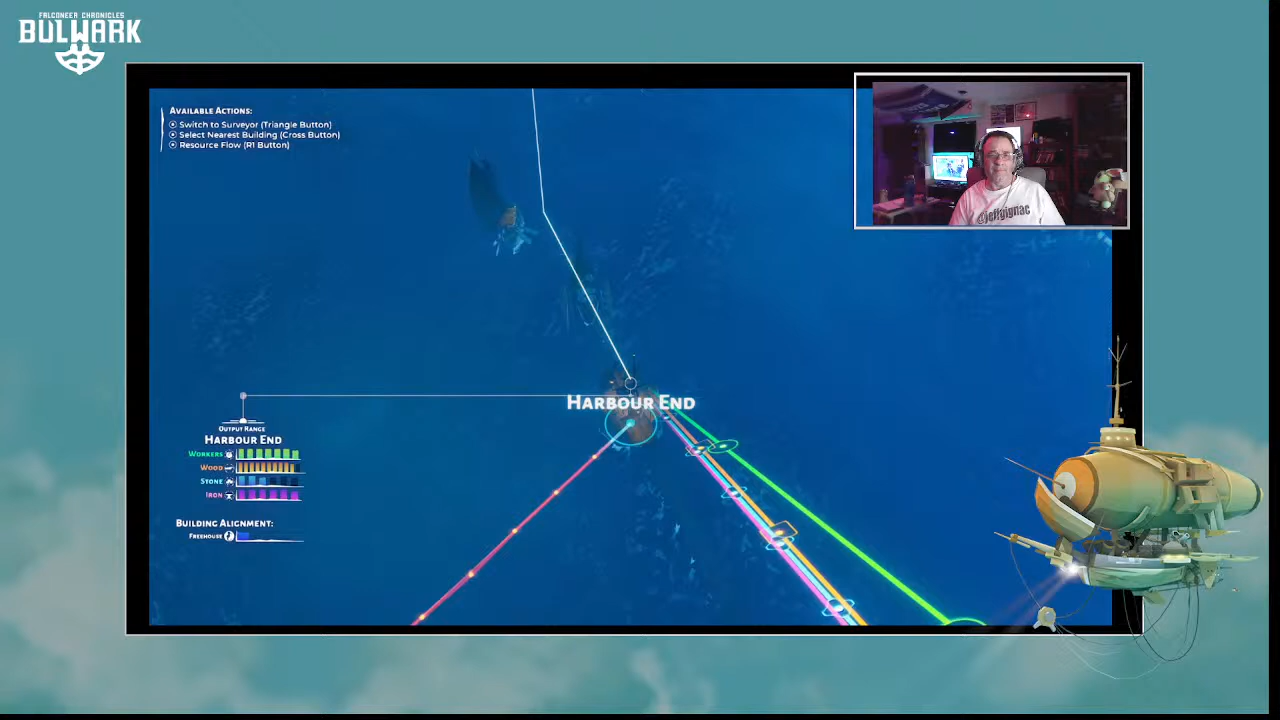 FALCONEER CHRONICLES
BULWARK
AVAILABLE ACTIONS:
Switch to Surveyor (Triangle Button)
Select Nearest Building (Cross Button)
Resource Flow (R1 Button)
@jeffgignac
HARBOUR END
OUTPUT RANGE
HARBOUR END
WORKERS
WOOD
STONE
IRON
BUILDING ALIGNMENT:
FREEHOUSE